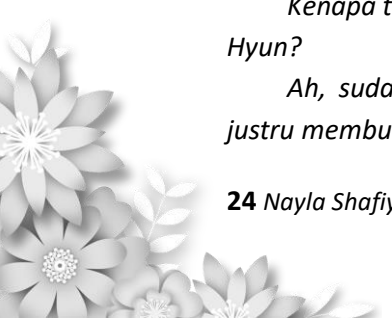 Kenapa t
Hyun?
Ah, suda
justru membu
24 Nayla Shafiy